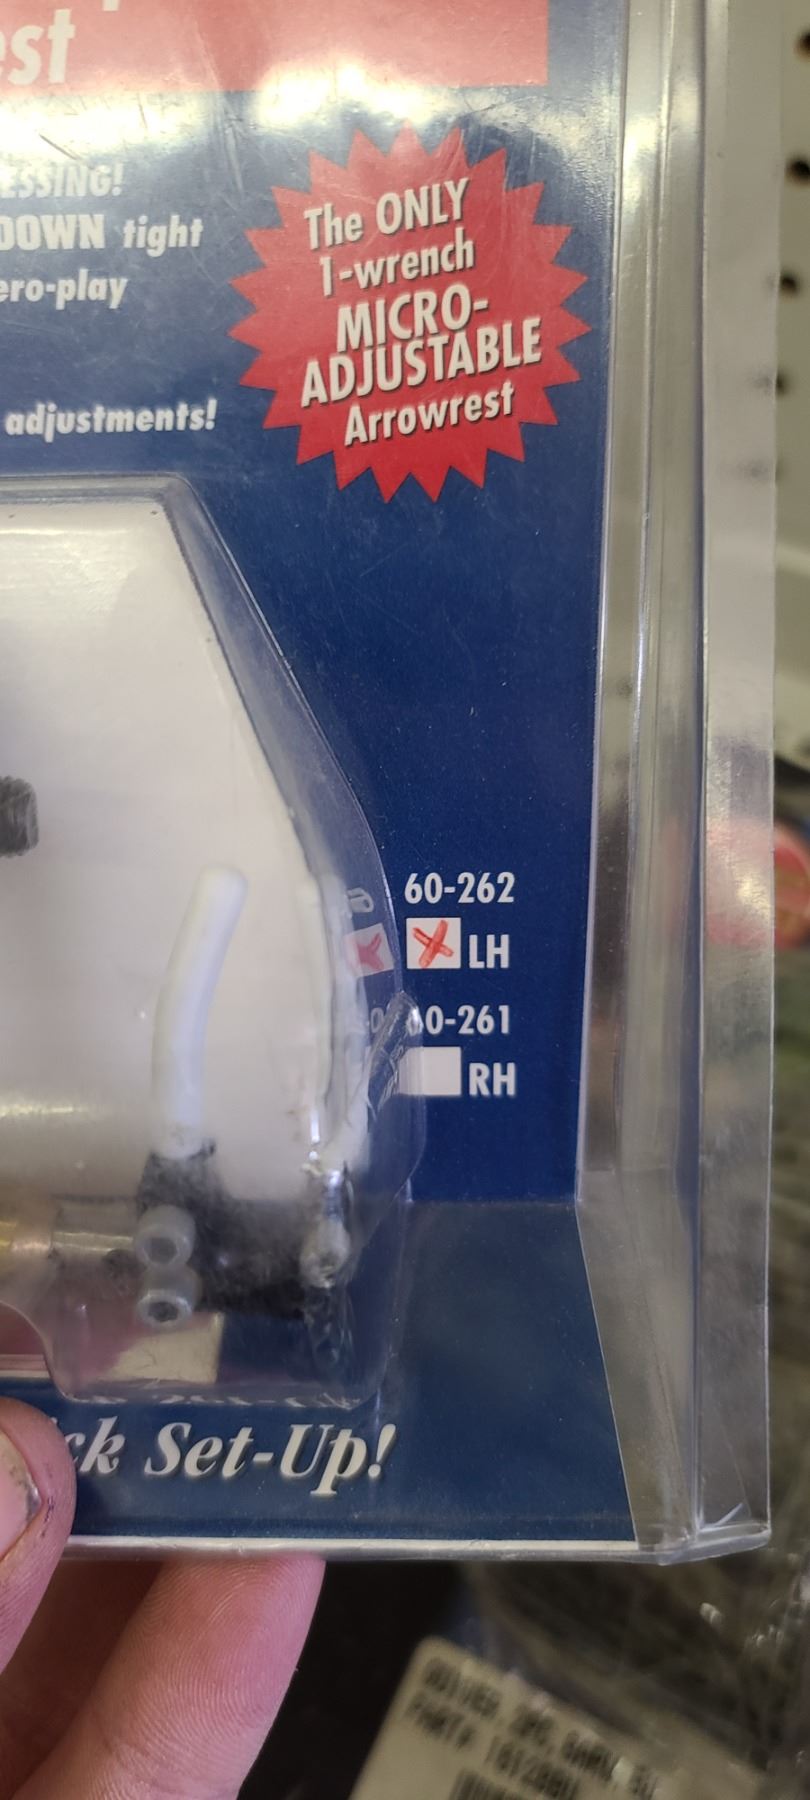 est
ESSING!
DOWN tight
ero-play
adjustments!
The ONLY
1-wrench
MICRO-
ADJUSTABLE
Arrowrest
60-262
LH
60-261
RH
ck Set-Up!